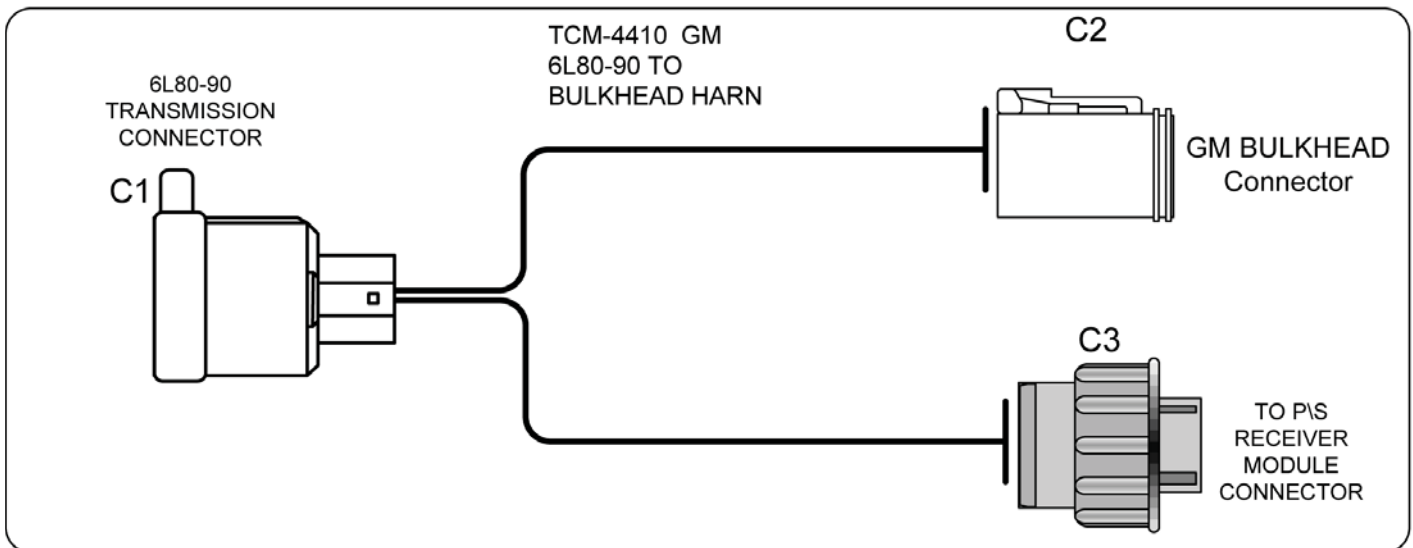 TCM-4410 GM
6L80-90 TO
BULKHEAD HARN
C2
6L80-90
TRANSMISSION
CONNECTOR
C1
GM BULKHEAD
Connector
C3
TO P\S
RECEIVER
MODULE
CONNECTOR